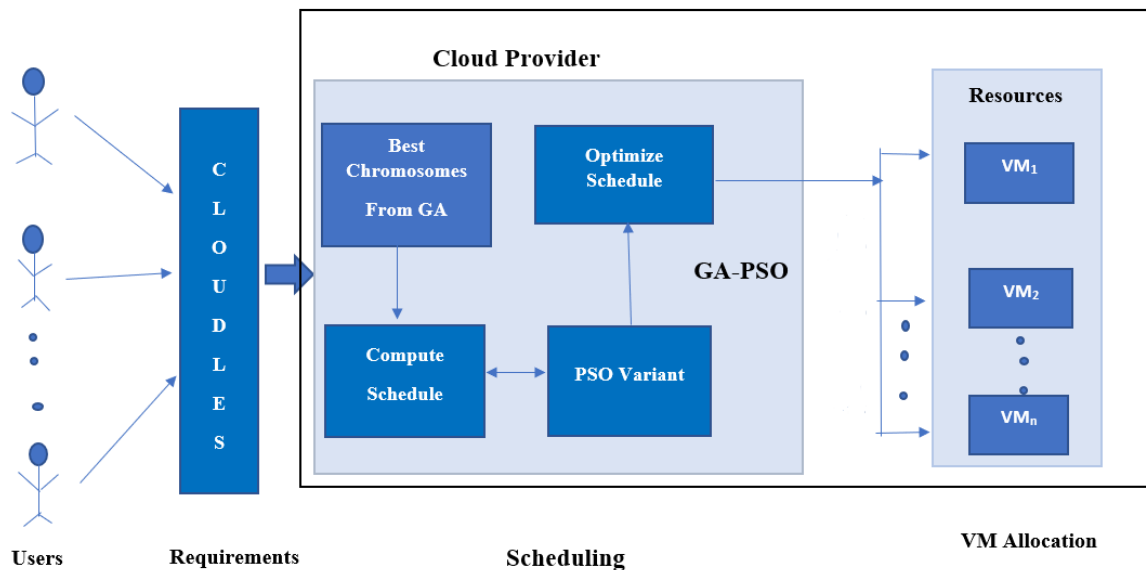 Cloud Provider
Resources
CLOUDLES
Best
Chromosomes
From GA
Optimize
Schedule
VM1
GA-PSO
VM2
Compute
Schedule
PSO Variant
VMn
Users
Requirements
Scheduling
VM Allocation